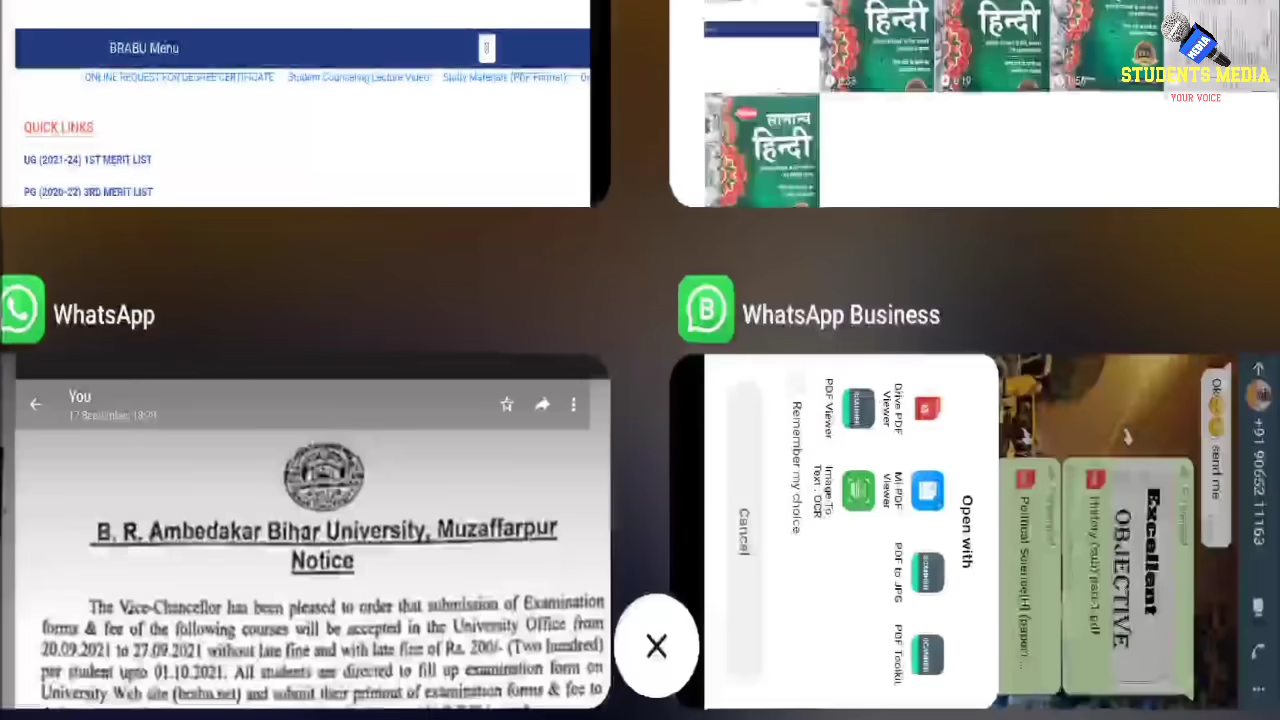 BRABU Menu
ONLINE REQUEST FOR DEGREE CERTIFICATE Student Counseling Lecture Video Study Materials (PDF Format)
QUICK LINKS
UG (2021-24) 1ST MERIT LIST
PG (2020-22) 3RD MERIT LIST
हिन्दी
हिन्दी
हिन्दी
MEDIA
STUDENTS MEDIA
YOUR VOICE
सामान्य
हिन्दी
WhatsApp
You
B. R. Ambedakar Bihar University, Muzaffarpur
Notice
The Vice-Chancellor has been pleased to order that submission of Examination
forms & fee of the following courses will be accepted in the University Office from
20.09.2021 to 27.09.2021 without late fine and with late fine of Rs. 200/- (Two hundred)
per student upto 01.10.2021. All students are directed to fill up examination form on
University Web site (brabu.net) and submit their printout of examination forms & fee to
WhatsApp Business
+91 90652 11163
Ok send me
Excellent
OBJECTIVE
History (sub) part-1.pdf
Political Science(H) (paper...
Open with
Drive PDF
Viewer
Mi PDF
Viewer
PDF to JPG
PDF Toolkit
PDF Viewer
Image To
Text - OCR
Remember my choice
Cancel